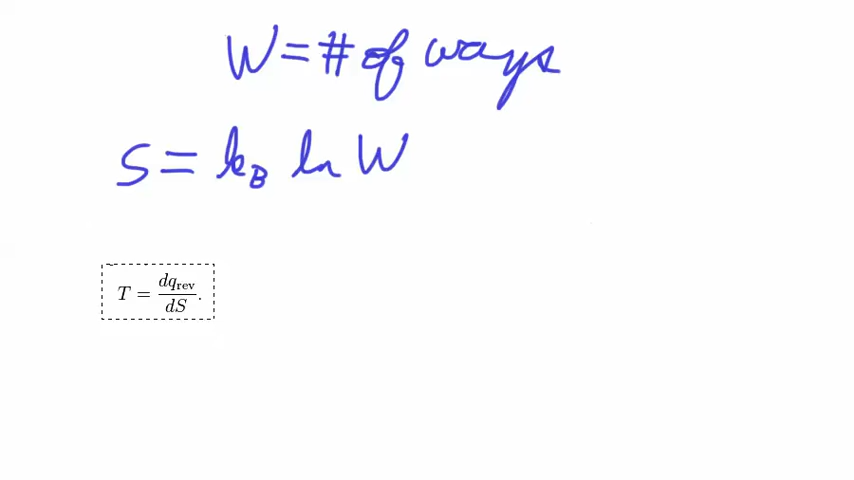 W = # of ways
S = k_B ln W
T = dq_rev / dS.